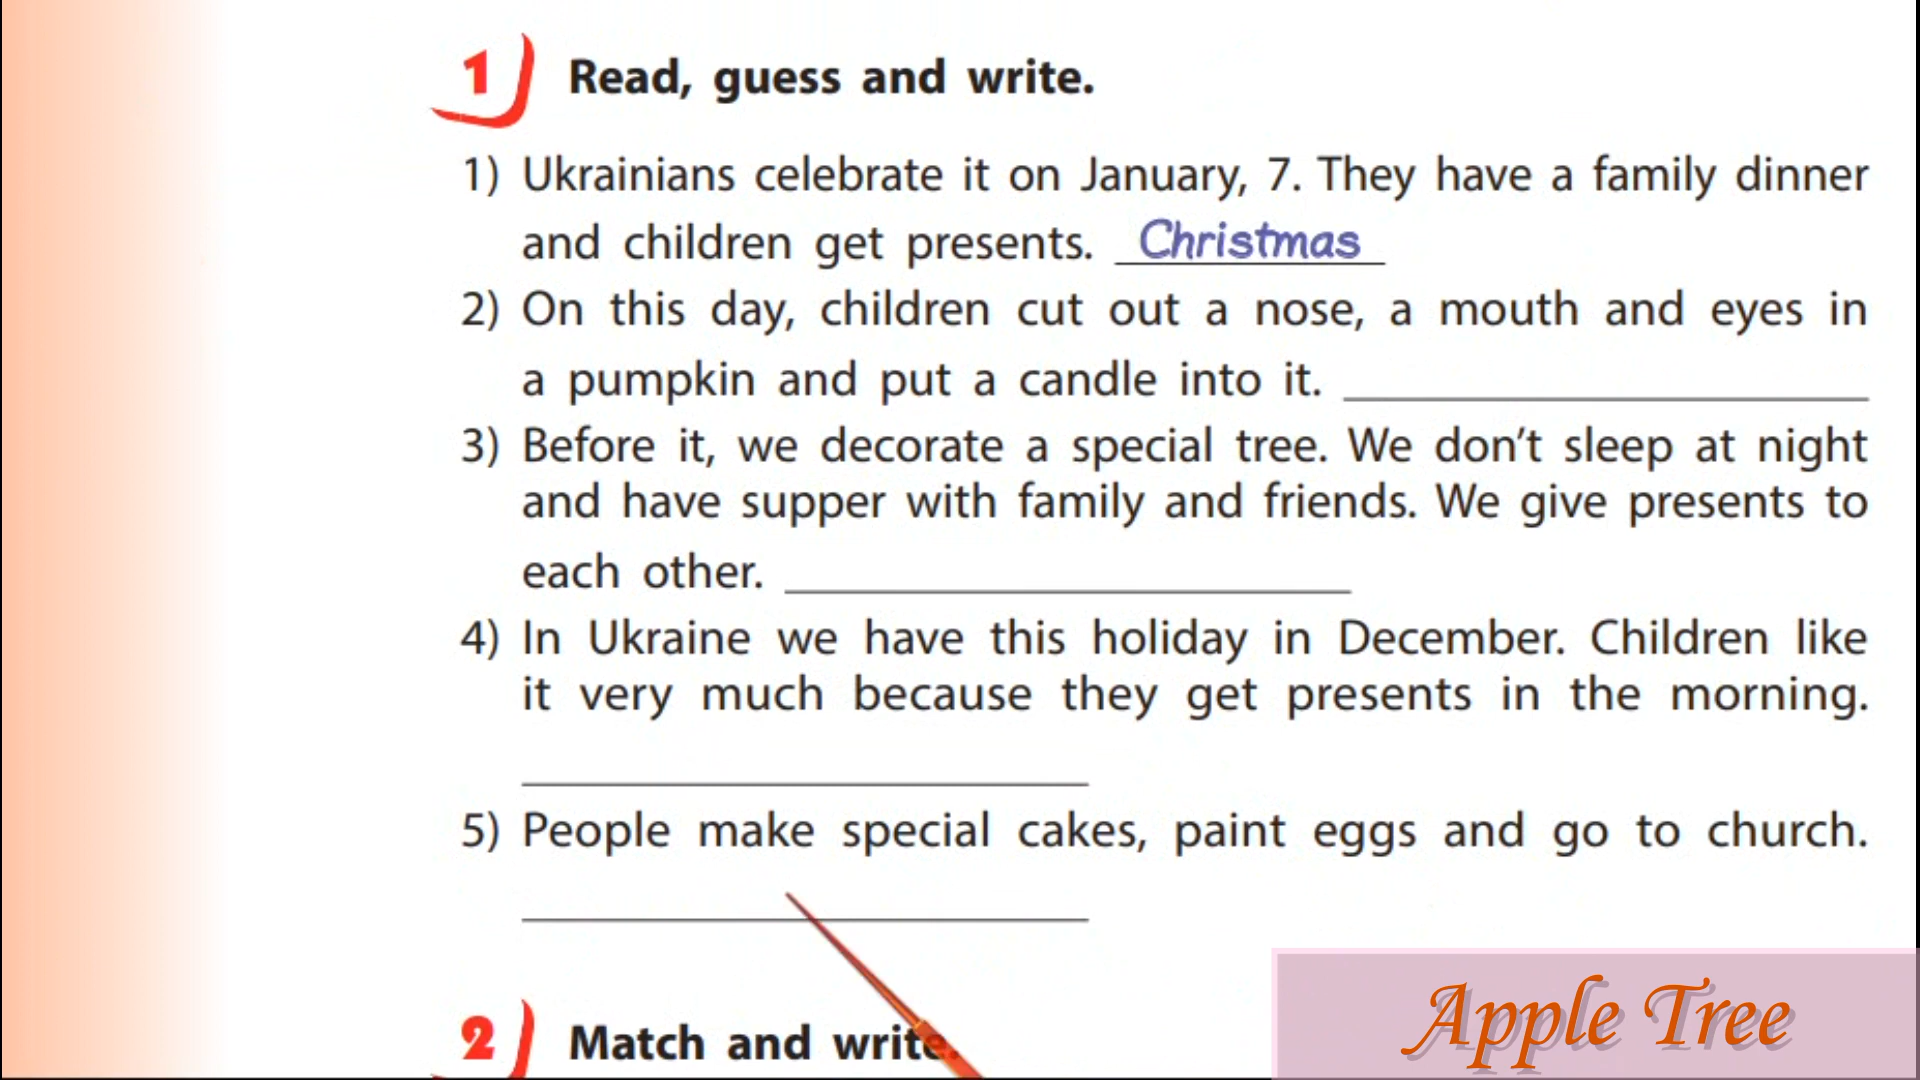 1 Read, guess and write.
1) Ukrainians celebrate it on January, 7. They have a family dinner
and children get presents. Christmas
2) On this day, children cut out a nose, a mouth and eyes in
a pumpkin and put a candle into it.
3) Before it, we decorate a special tree. We don't sleep at night
and have supper with family and friends. We give presents to
each other.
4) In Ukraine we have this holiday in December. Children like
it very much because they get presents in the morning.
5) People make special cakes, paint eggs and go to church.
2 Match and write.
Apple Tree